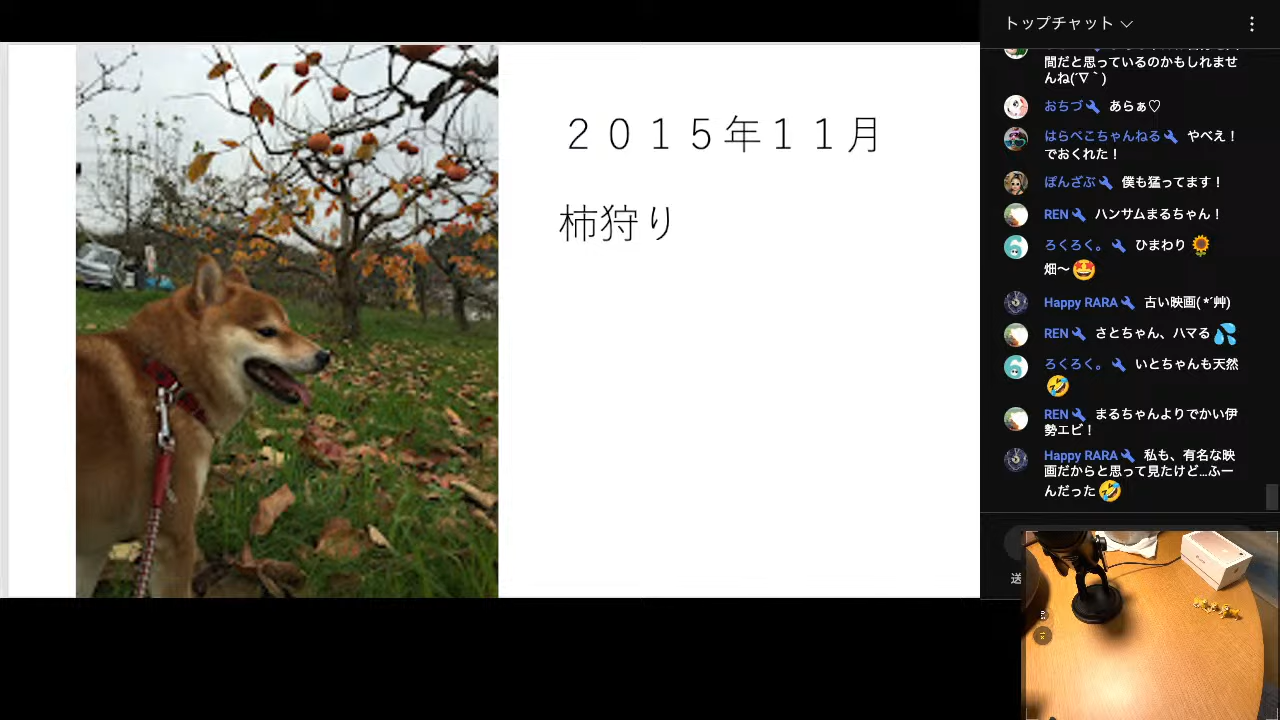 ２０１５年１１月
柿狩り
トップチャット
間だと思っているのかもしれませ
んね(´∇｀)
おちづ あらぁ♡
はらぺこちゃんねる やべえ！
でおくれた！
ぽんざぶ 僕も猛ってます！
REN ハンサムまるちゃん！
ろくろく。 ひまわり🌻
畑〜🤩
Happy RARA 古い映画(*´艸)
REN さとちゃん、ハマる💦
ろくろく。 いとちゃんも天然
🤣
REN まるちゃんよりでかい伊
勢エビ！
Happy RARA 私も、有名な映
画だからと思って見たけど…ふー
んだった🤣
送